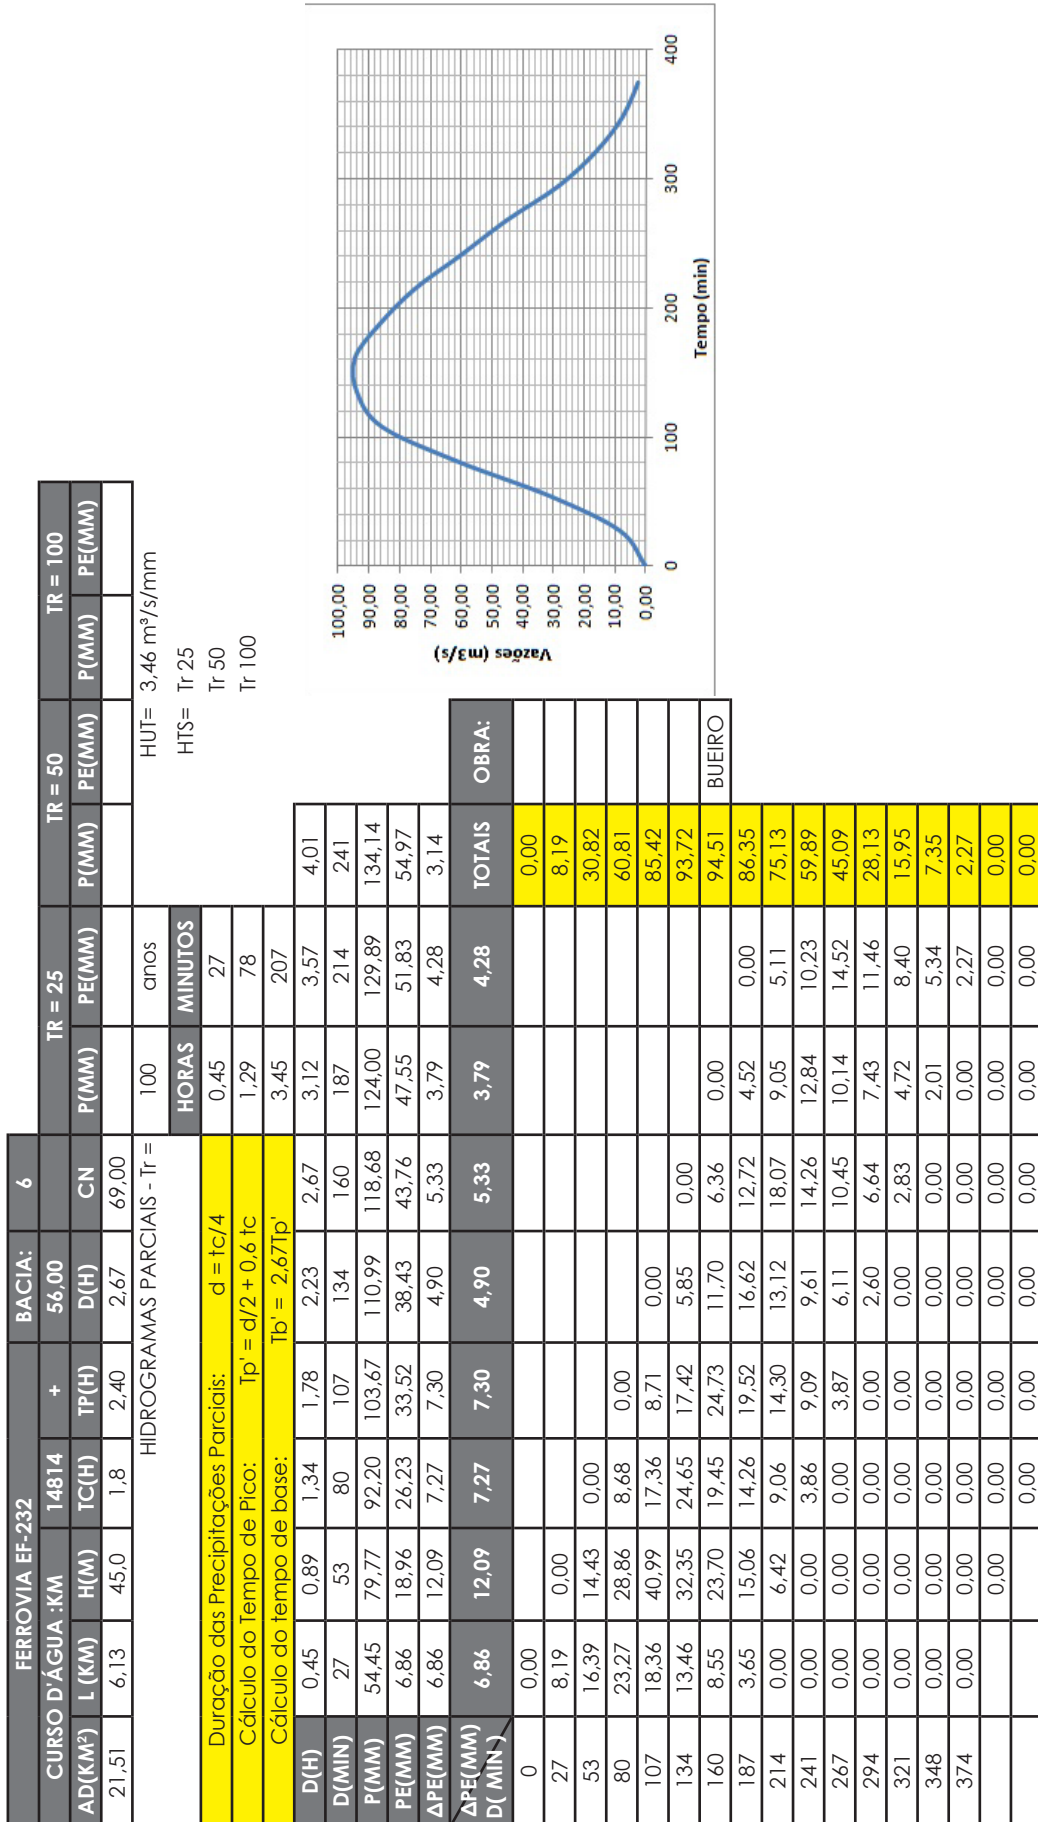 FERROVIA EF-232 BACIA: 6
CURSO D'ÁGUA :KM 14814 + 56,00 TR = 25 TR = 50 TR = 100
AD(KM²) L (KM) H(M) TC(H) TP(H) D(H) CN P(MM) PE(MM) P(MM) PE(MM) P(MM) PE(MM)
21,51 6,13 45,0 1,8 2,40 2,67 69,00
HIDROGRAMAS PARCIAIS - Tr = 100 anos HUT= 3,46 m³/s/mm
HORAS MINUTOS HTS= Tr 25
Duração das Precipitações Parciais: d = tc/4 0,45 27 Tr 50
Cálculo do Tempo de Pico: Tp' = d/2 + 0,6 tc 1,29 78 Tr 100
Cálculo do tempo de base: Tb' = 2,67Tp' 3,45 207
D(H) 0,45 0,89 1,34 1,78 2,23 2,67 3,12 3,57 4,01
D(MIN) 27 53 80 107 134 160 187 214 241
P(MM) 54,45 79,77 92,20 103,67 110,99 118,68 124,00 129,89 134,14
PE(MM) 6,86 18,96 26,23 33,52 38,43 43,76 47,55 51,83 54,97
ΔPE(MM) 6,86 12,09 7,27 7,30 4,90 5,33 3,79 4,28 3,14
ΔPE(MM) D( MIN ) 6,86 12,09 7,27 7,30 4,90 5,33 3,79 4,28 TOTAIS OBRA:
0 0,00 0,00
27 8,19 0,00 8,19
53 16,39 14,43 0,00 30,82
80 23,27 28,86 8,68 0,00 60,81
107 18,36 40,99 17,36 8,71 0,00 85,42
134 13,46 32,35 24,65 17,42 5,85 0,00 93,72
160 8,55 23,70 19,45 24,73 11,70 6,36 0,00 94,51 BUEIRO
187 3,65 15,06 14,26 19,52 16,62 12,72 4,52 0,00 86,35
214 0,00 6,42 9,06 14,30 13,12 18,07 9,05 5,11 75,13
241 0,00 0,00 3,86 9,09 9,61 14,26 12,84 10,23 59,89
267 0,00 0,00 0,00 3,87 6,11 10,45 10,14 14,52 45,09
294 0,00 0,00 0,00 0,00 2,60 6,64 7,43 11,46 28,13
321 0,00 0,00 0,00 0,00 0,00 2,83 4,72 8,40 15,95
348 0,00 0,00 0,00 0,00 0,00 0,00 2,01 5,34 7,35
374 0,00 0,00 0,00 0,00 0,00 0,00 0,00 2,27 2,27
0,00 0,00 0,00 0,00 0,00 0,00 0,00 0,00
0,00 0,00 0,00 0,00 0,00 0,00 0,00
100,00
90,00
80,00
70,00
60,00
50,00
40,00
30,00
20,00
10,00
0,00
Vazões (m3/s)
0 100 200 300 400
Tempo (min)